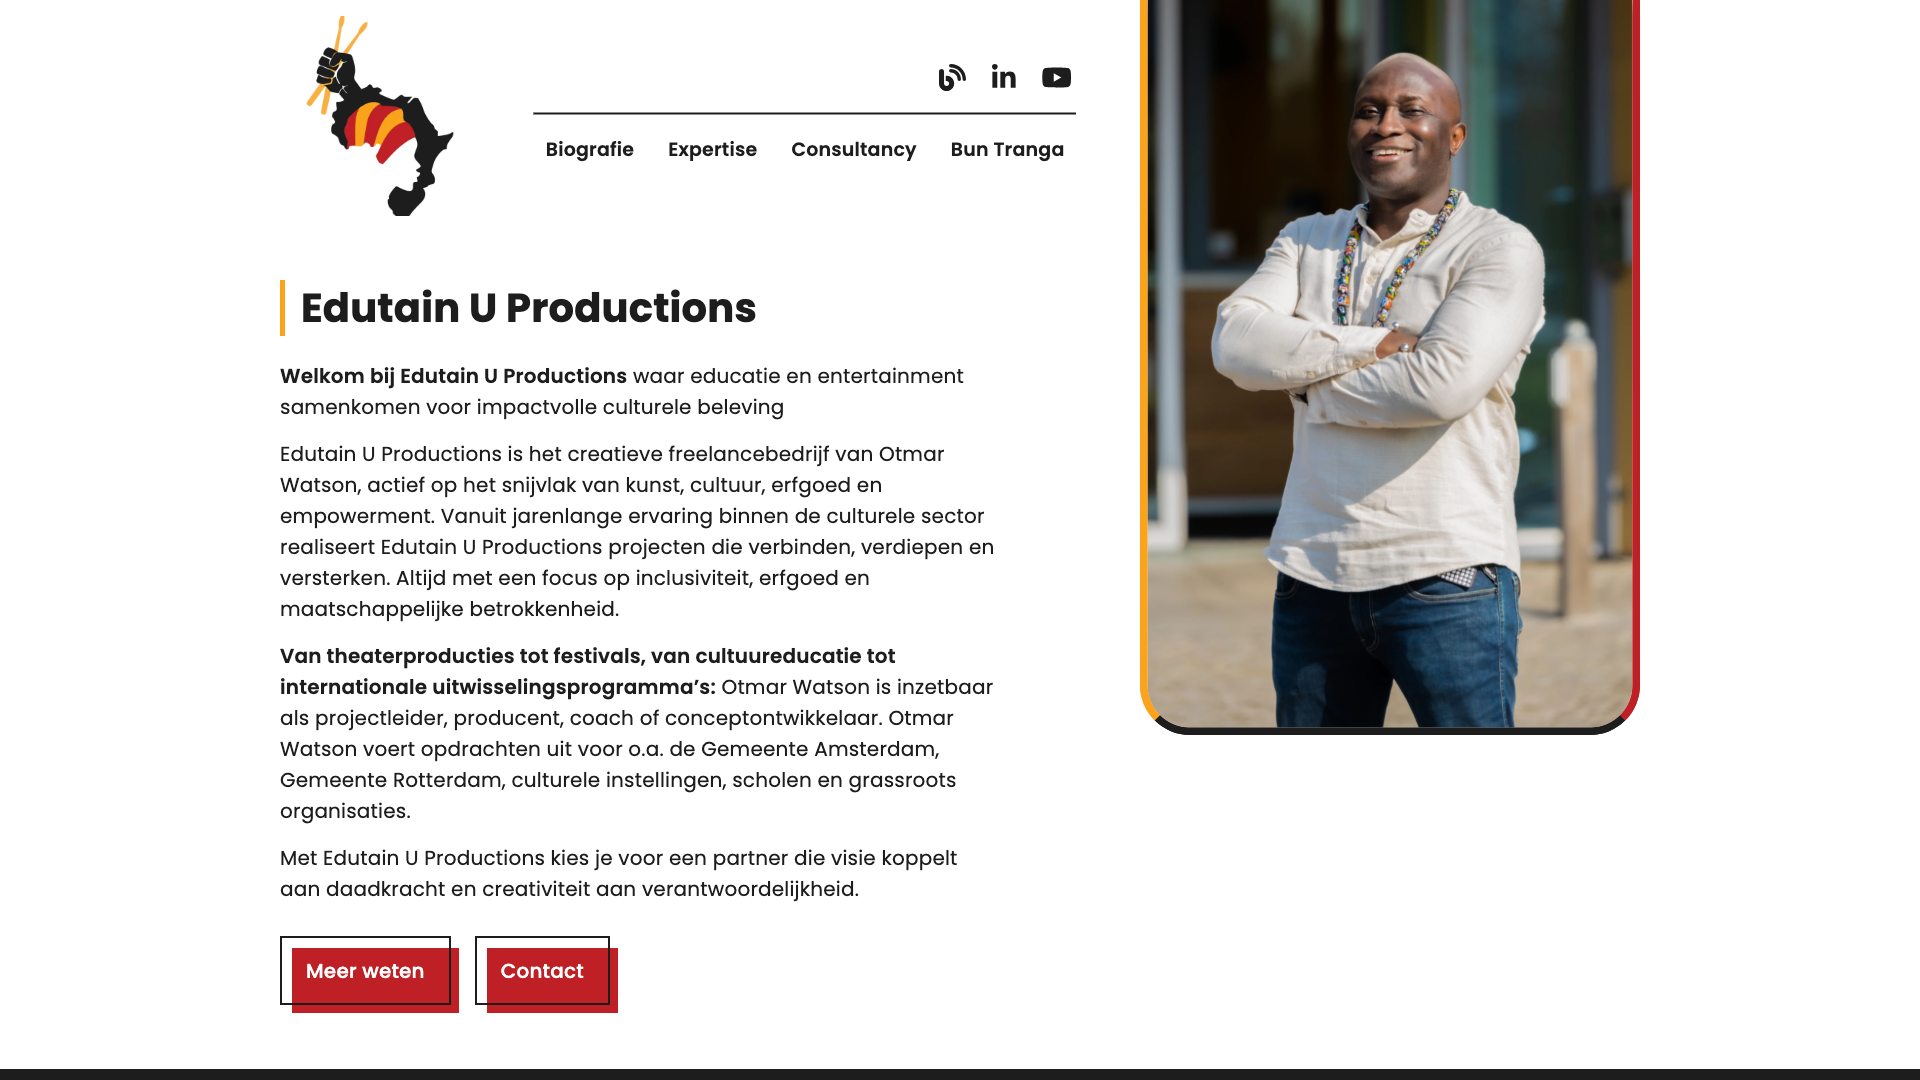 Biografie Expertise Consultancy Bun Tranga
Edutain U Productions
Welkom bij Edutain U Productions waar educatie en entertainment
samenkomen voor impactvolle culturele beleving
Edutain U Productions is het creatieve freelancebedrijf van Otmar
Watson, actief op het snijvlak van kunst, cultuur, erfgoed en
empowerment. Vanuit jarenlange ervaring binnen de culturele sector
realiseert Edutain U Productions projecten die verbinden, verdiepen en
versterken. Altijd met een focus op inclusiviteit, erfgoed en
maatschappelijke betrokkenheid.
Van theaterproducties tot festivals, van cultuureducatie tot
internationale uitwisselingsprogramma’s: Otmar Watson is inzetbaar
als projectleider, producent, coach of conceptontwikkelaar. Otmar
Watson voert opdrachten uit voor o.a. de Gemeente Amsterdam,
Gemeente Rotterdam, culturele instellingen, scholen en grassroots
organisaties.
Met Edutain U Productions kies je voor een partner die visie koppelt
aan daadkracht en creativiteit aan verantwoordelijkheid.
Meer weten Contact